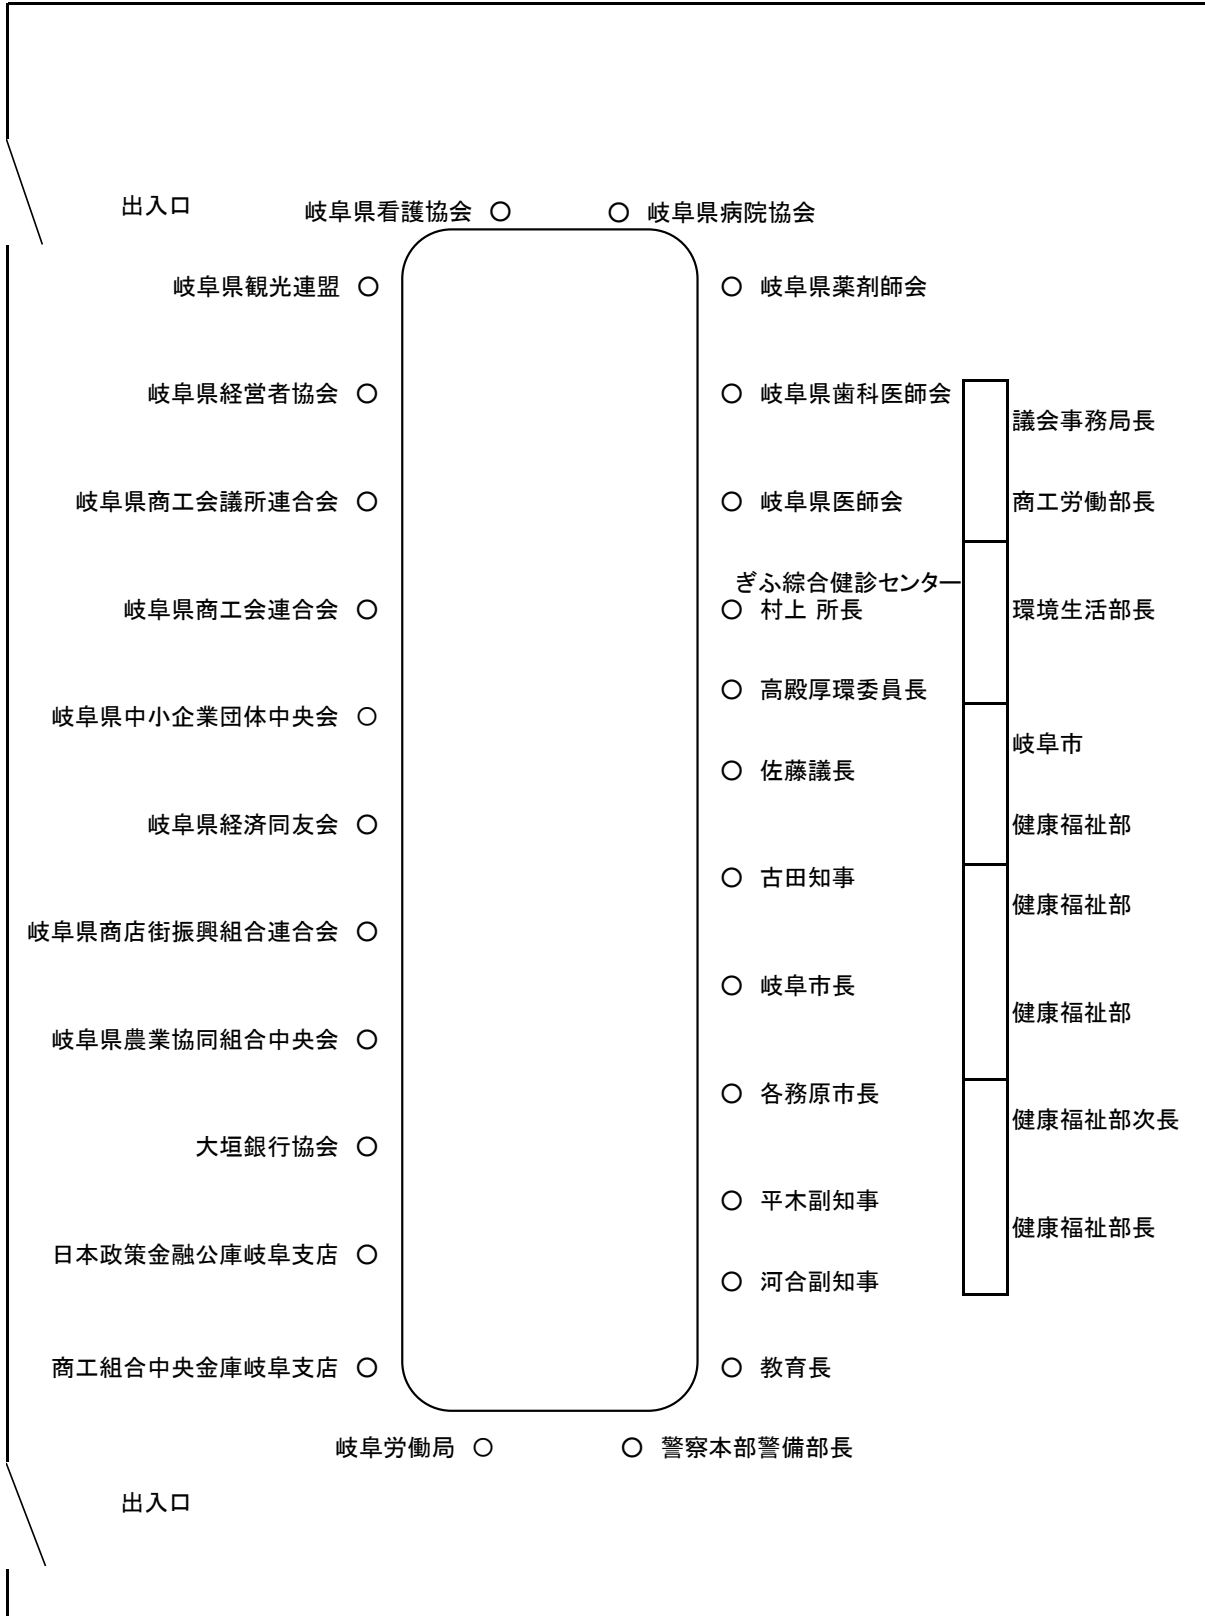 出入口
岐阜県看護協会 ○
○ 岐阜県病院協会
岐阜県観光連盟 ○
○ 岐阜県薬剤師会
岐阜県経営者協会 ○
○ 岐阜県歯科医師会
議会事務局長
岐阜県商工会議所連合会 ○
○ 岐阜県医師会
商工労働部長
ぎふ綜合健診センター
岐阜県商工会連合会 ○
○ 村上 所長
環境生活部長
○ 高殿厚環委員長
岐阜県中小企業団体中央会 ○
岐阜市
○ 佐藤議長
岐阜県経済同友会 ○
健康福祉部
○ 古田知事
健康福祉部
岐阜県商店街振興組合連合会 ○
○ 岐阜市長
健康福祉部
岐阜県農業協同組合中央会 ○
○ 各務原市長
健康福祉部次長
大垣銀行協会 ○
○ 平木副知事
健康福祉部長
日本政策金融公庫岐阜支店 ○
○ 河合副知事
商工組合中央金庫岐阜支店 ○
○ 教育長
岐阜労働局 ○
○ 警察本部警備部長
出入口